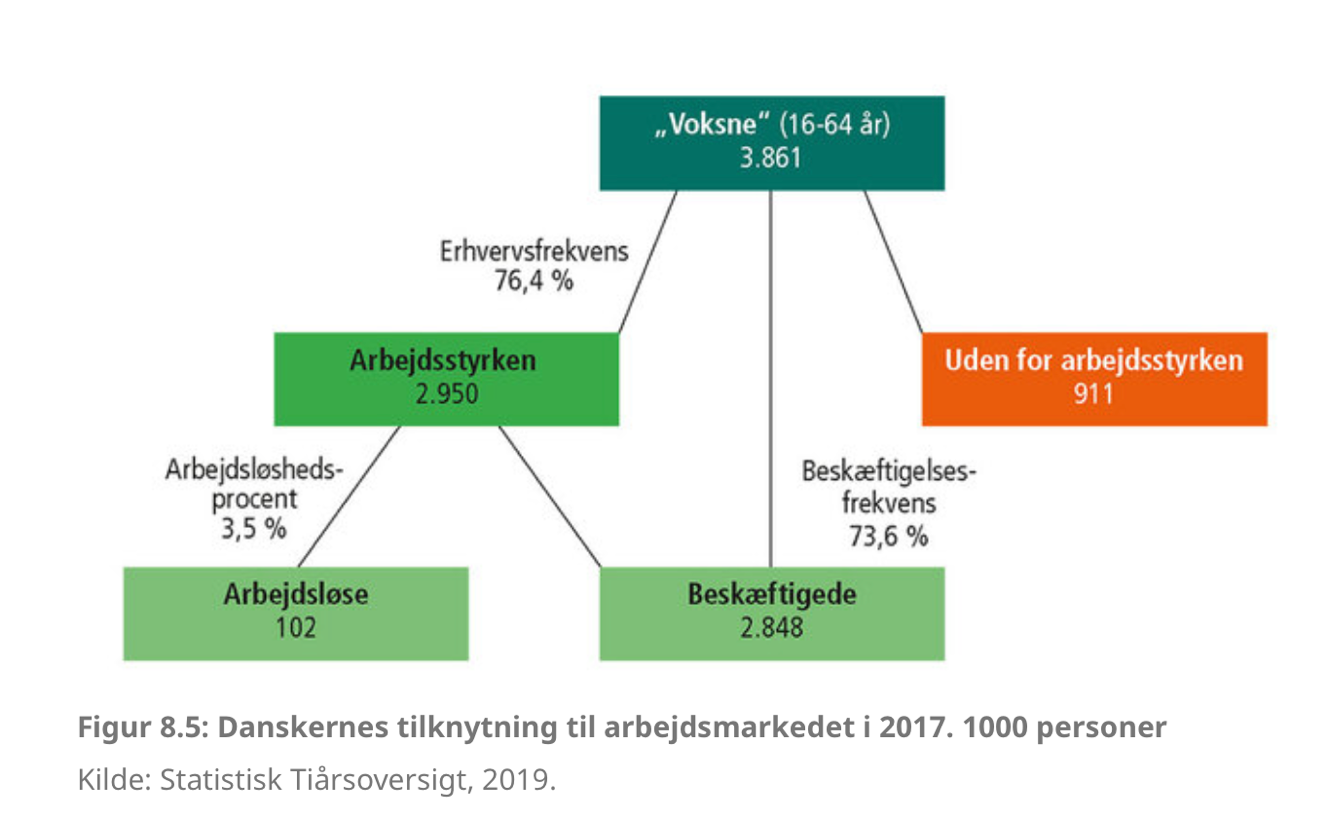 „Voksne“ (16-64 år)
3.861
Erhvervsfrekvens
76,4 %
Arbejdsstyrken
2.950
Uden for arbejdsstyrken
911
Arbejdsløsheds-
procent
3,5 %
Beskæftigelses-
frekvens
73,6 %
Arbejdsløse
102
Beskæftigede
2.848
Figur 8.5: Danskernes tilknytning til arbejdsmarkedet i 2017. 1000 personer
Kilde: Statistisk Tiårsoversigt, 2019.